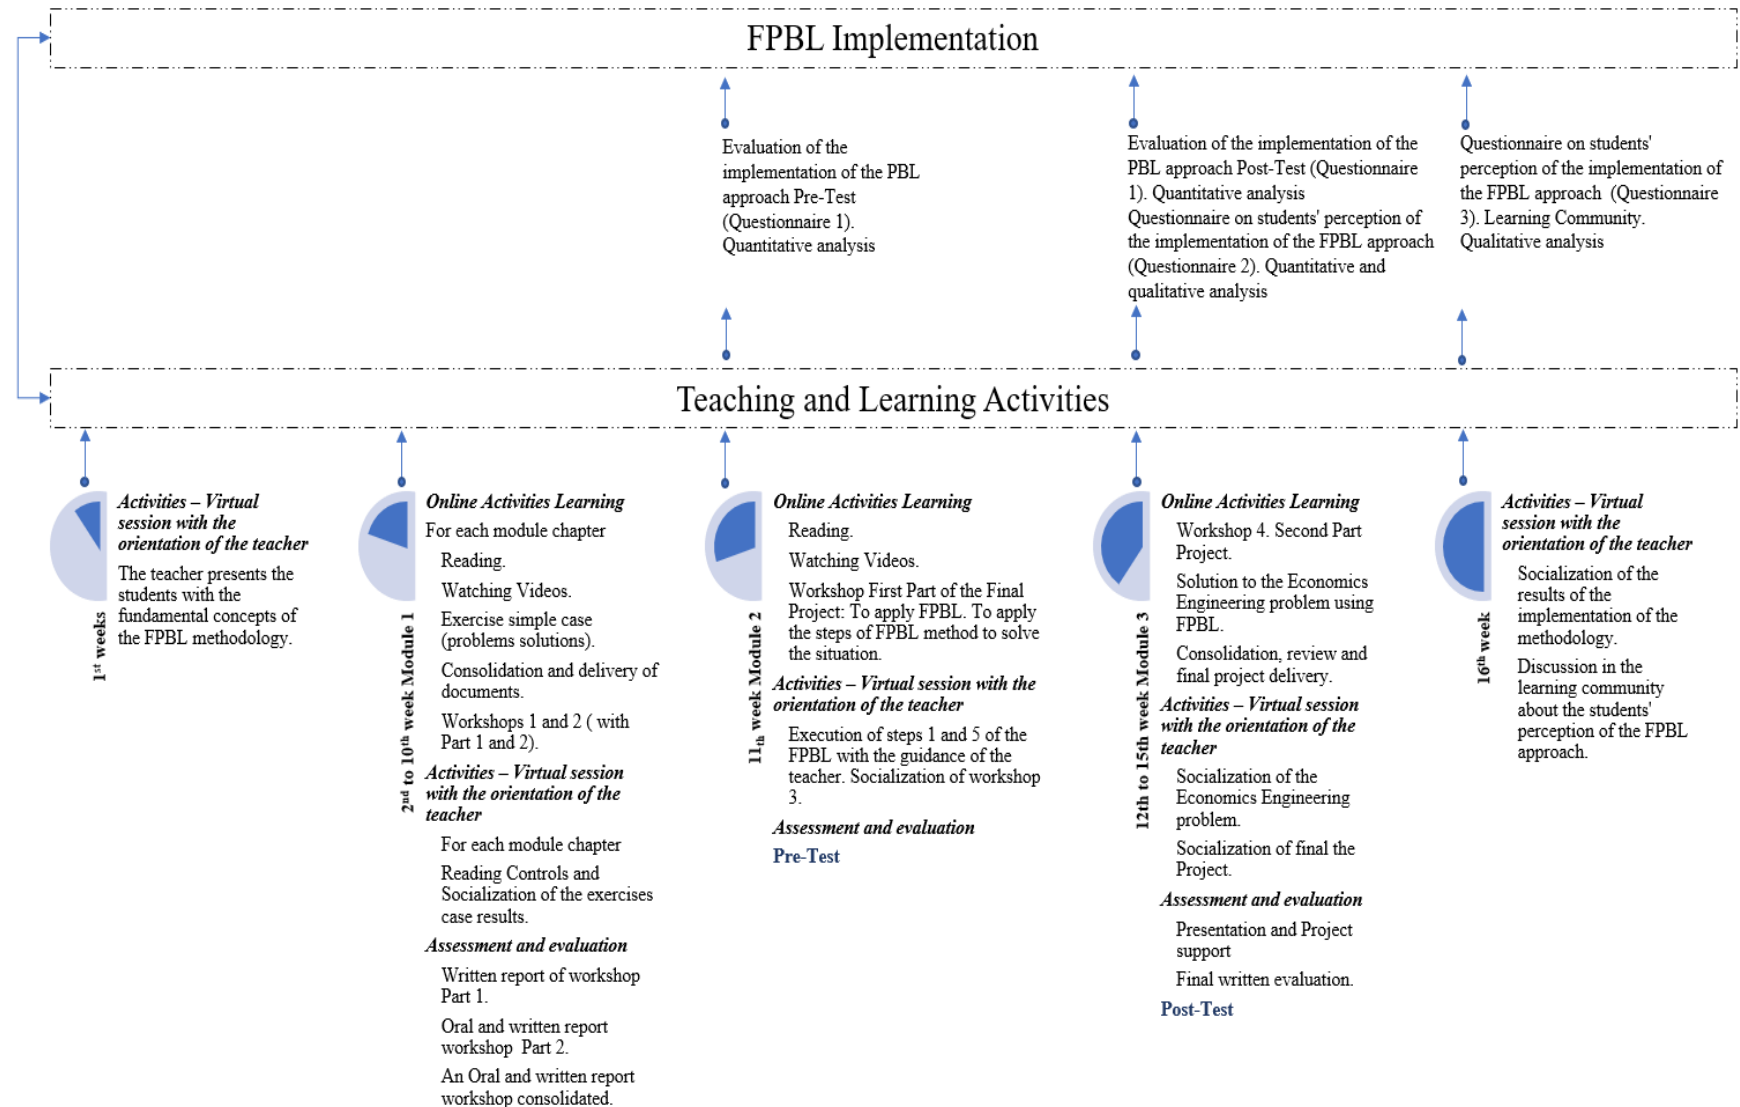 FPBL Implementation
Evaluation of the
implementation of the PBL
approach Pre-Test
(Questionnaire 1).
Quantitative analysis
Evaluation of the implementation of the
PBL approach Post-Test (Questionnaire
1). Quantitative analysis
Questionnaire on students' perception of
the implementation of the FPBL approach
(Questionnaire 2). Quantitative and
qualitative analysis
Questionnaire on students'
perception of the implementation of
the FPBL approach (Questionnaire
3). Learning Community.
Qualitative analysis
Teaching and Learning Activities
1st weeks
Activities – Virtual
session with the
orientation of the teacher
The teacher presents the
students with the
fundamental concepts of
the FPBL methodology.
2nd to 10th week Module 1
Online Activities Learning
For each module chapter
Reading.
Watching Videos.
Exercise simple case
(problems solutions).
Consolidation and delivery of
documents.
Workshops 1 and 2 ( with
Part 1 and 2).
Activities – Virtual session
with the orientation of the
teacher
For each module chapter
Reading Controls and
Socialization of the exercises
case results.
Assessment and evaluation
Written report of workshop
Part 1.
Oral and written report
workshop Part 2.
An Oral and written report
workshop consolidated.
11th week Module 2
Online Activities Learning
Reading.
Watching Videos.
Workshop First Part of the Final
Project: To apply FPBL. To apply
the steps of FPBL method to solve
the situation.
Activities – Virtual session with the
orientation of the teacher
Execution of steps 1 and 5 of the
FPBL with the guidance of the
teacher. Socialization of workshop
3.
Assessment and evaluation
Pre-Test
12th to 15th week Module 3
Online Activities Learning
Workshop 4. Second Part
Project.
Solution to the Economics
Engineering problem using
FPBL.
Consolidation, review and
final project delivery.
Activities – Virtual session
with the orientation of the
teacher
Socialization of the
Economics Engineering
problem.
Socialization of final the
Project.
Assessment and evaluation
Presentation and Project
support
Final written evaluation.
Post-Test
16th week
Activities – Virtual
session with the
orientation of the teacher
Socialization of the
results of the
implementation of the
methodology.
Discussion in the
learning community
about the students'
perception of the FPBL
approach.